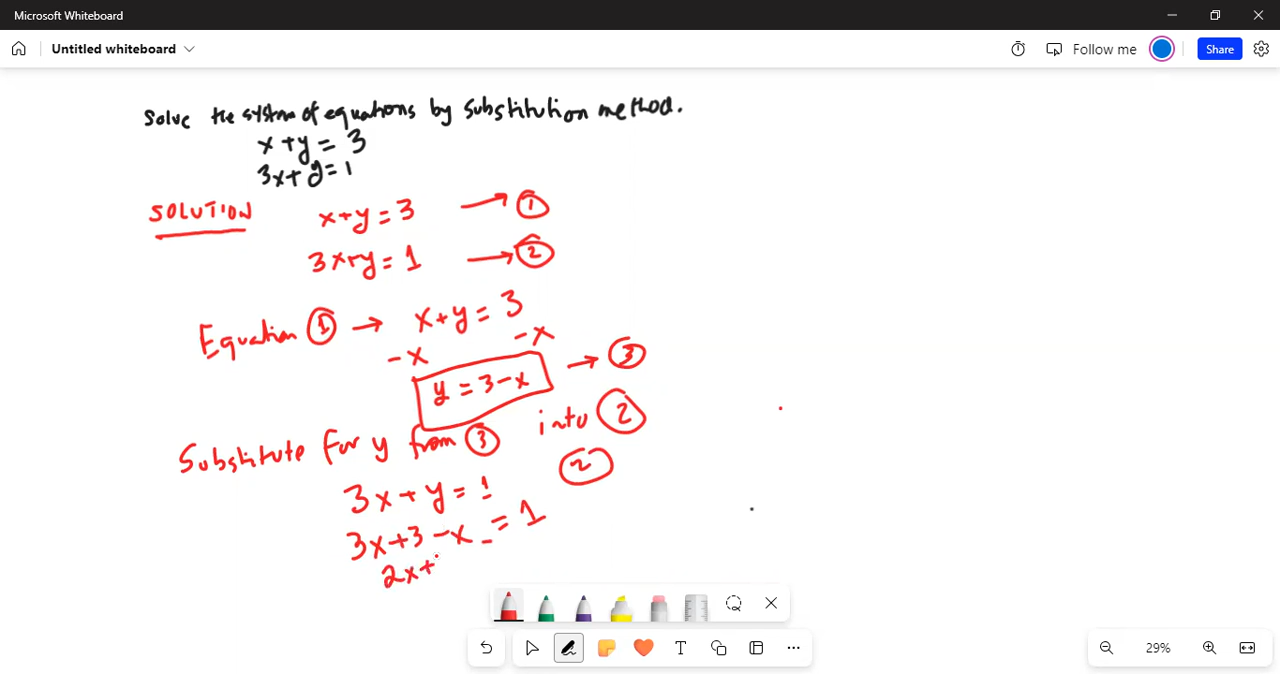 Microsoft Whiteboard
Untitled whiteboard
Follow me
Share
Solve the system of equations by substitution method.
x + y = 3
3x + y = 1
SOLUTION
x + y = 3 → ①
3x + y = 1 → ②
Equation ① → x + y = 3
- x - x
y = 3 - x → ③
Substitute for y from ③ into ②
②
3x + y = 1
3x + 3 - x = 1
2x +
T
29%